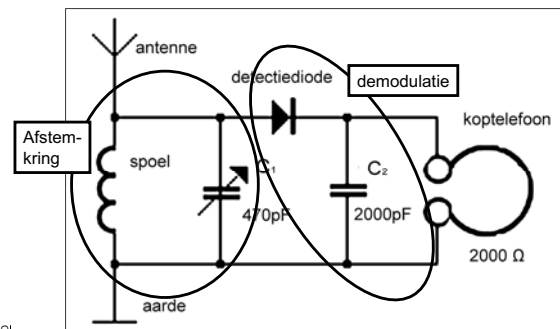 antenne
detectiediode
demodulatie
koptelefoon
Afstem-
kring
spoel
C₁
470pF
C₂
2000pF
2000 Ω
aarde